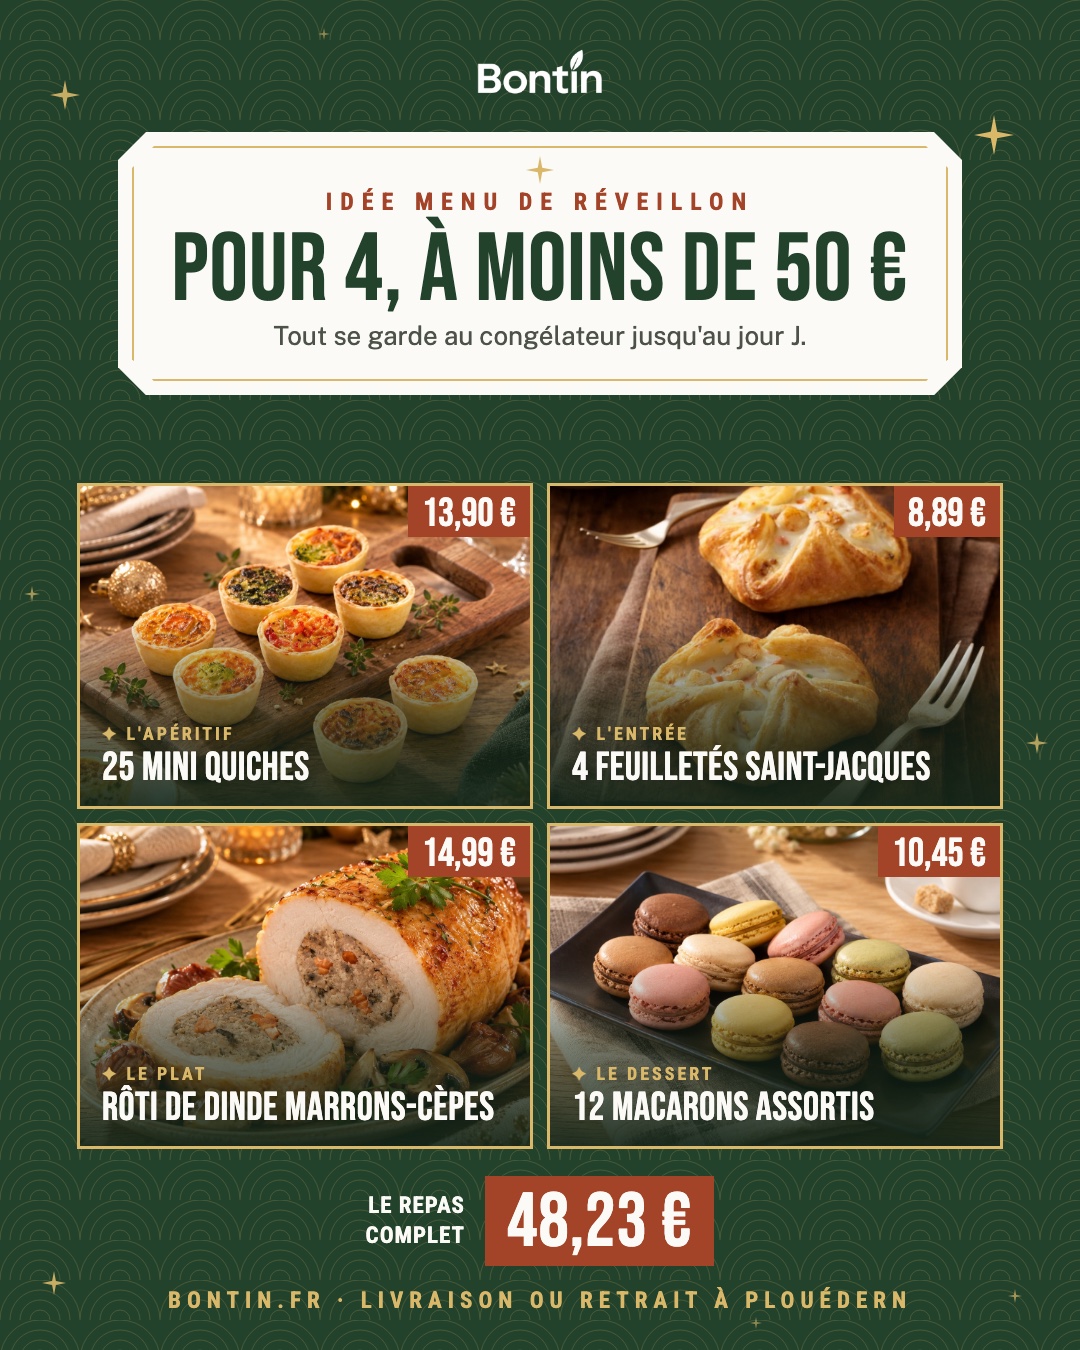 Bontin
IDÉE MENU DE RÉVEILLON
POUR 4, À MOINS DE 50 €
Tout se garde au congélateur jusqu'au jour J.
13,90 €
L'APÉRITIF
25 MINI QUICHES
8,89 €
L'ENTRÉE
4 FEUILLETÉS SAINT-JACQUES
14,99 €
LE PLAT
RÔTI DE DINDE MARRONS-CÈPES
10,45 €
LE DESSERT
12 MACARONS ASSORTIS
LE REPAS
COMPLET
48,23 €
BONTIN.FR · LIVRAISON OU RETRAIT À PLOUÉDERN